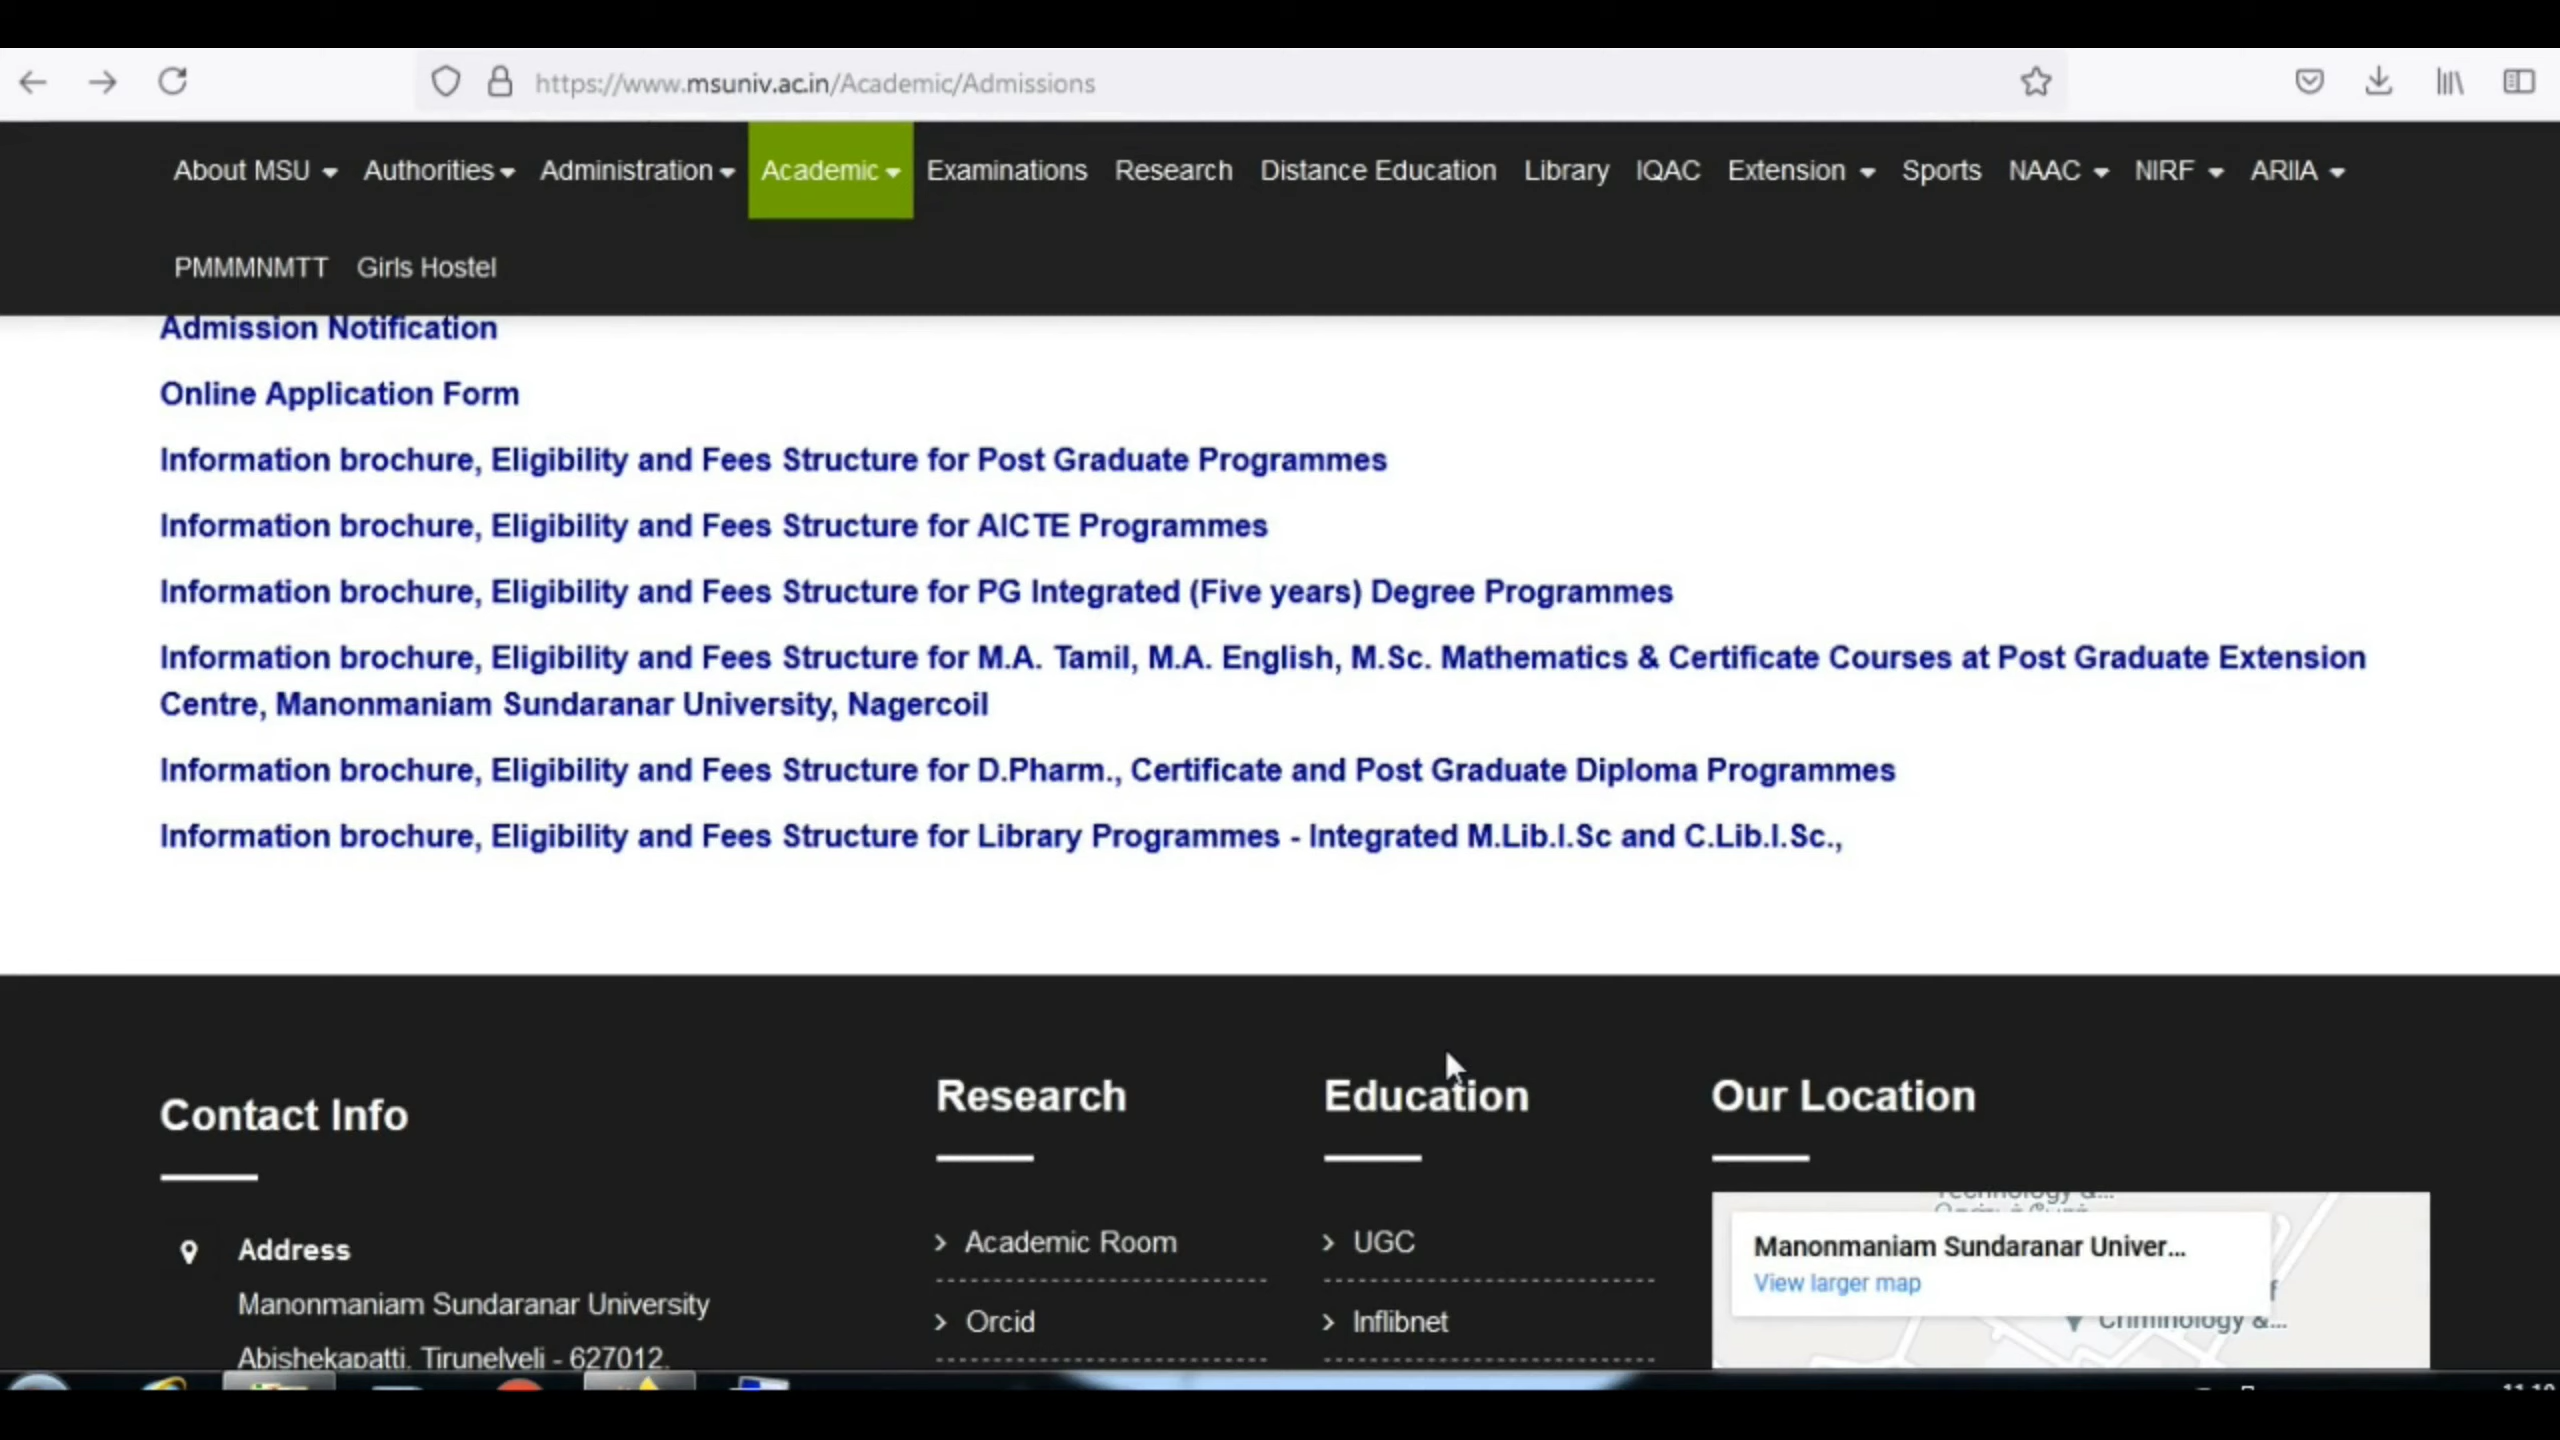 https://www.msuniv.ac.in/Academic/Admissions
About MSU Authorities Administration Academic Examinations Research Distance Education Library IQAC Extension Sports NAAC NIRF ARIIA
PMMMNMTT Girls Hostel
Admission Notification
Online Application Form
Information brochure, Eligibility and Fees Structure for Post Graduate Programmes
Information brochure, Eligibility and Fees Structure for AICTE Programmes
Information brochure, Eligibility and Fees Structure for PG Integrated (Five years) Degree Programmes
Information brochure, Eligibility and Fees Structure for M.A. Tamil, M.A. English, M.Sc. Mathematics & Certificate Courses at Post Graduate Extension
Centre, Manonmaniam Sundaranar University, Nagercoil
Information brochure, Eligibility and Fees Structure for D.Pharm., Certificate and Post Graduate Diploma Programmes
Information brochure, Eligibility and Fees Structure for Library Programmes - Integrated M.Lib.I.Sc and C.Lib.I.Sc.,
Contact Info
Address
Manonmaniam Sundaranar University
Abishekapatti, Tirunelveli - 627012,
Research
Academic Room
Orcid
Education
UGC
Inflibnet
Our Location
Technology &...
Manonmaniam Sundaranar Univer...
View larger map
Criminology &...